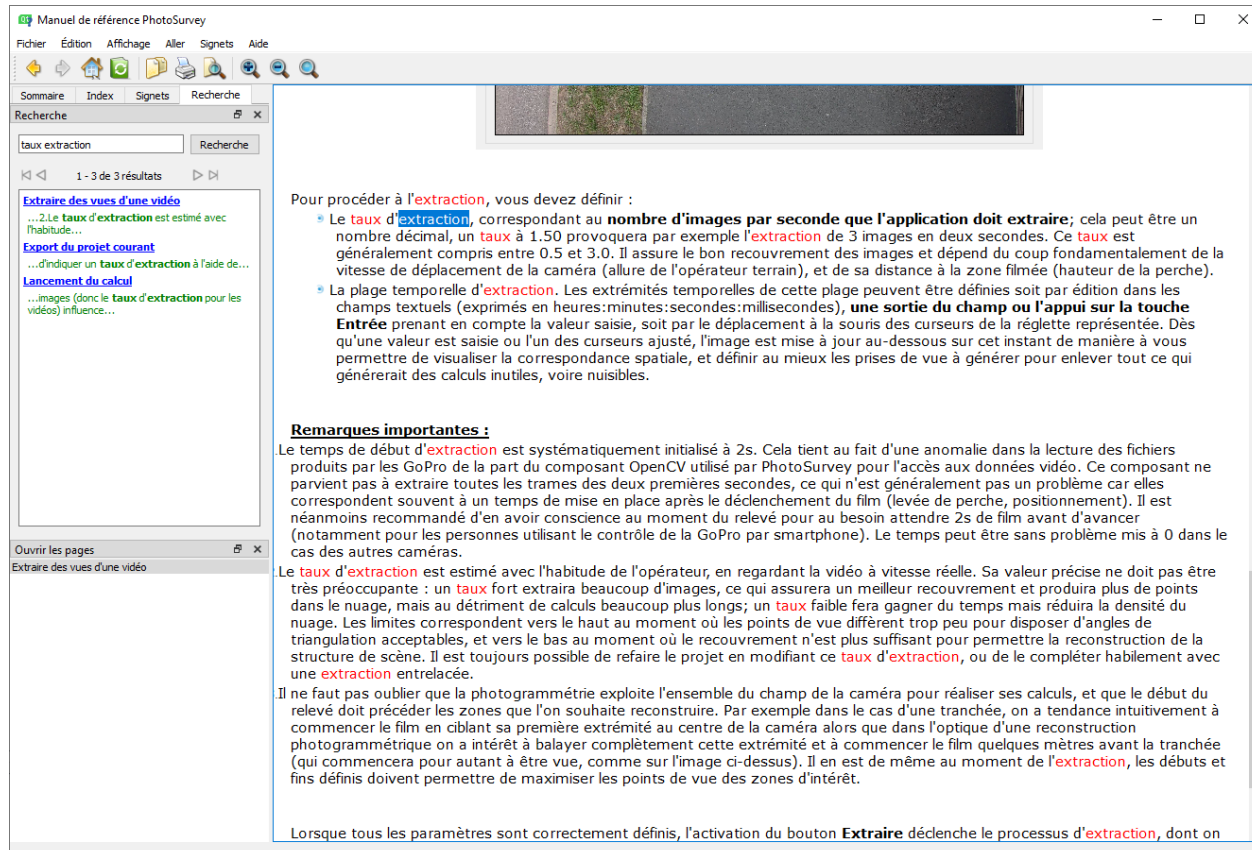 Manuel de référence PhotoSurvey
Fichier Édition Affichage Aller Signets Aide
Sommaire Index Signets Recherche
Recherche
taux extraction Recherche
1 - 3 de 3 résultats
Extraire des vues d'une vidéo
...2.Le taux d'extraction est estimé avec
l'habitude...
Export du projet courant
...d'indiquer un taux d'extraction à l'aide de...
Lancement du calcul
...images (donc le taux d'extraction pour les
vidéos) influence...
Ouvrir les pages
Extraire des vues d'une vidéo
Pour procéder à l'extraction, vous devez définir :
Le taux d'extraction, correspondant au nombre d'images par seconde que l'application doit extraire; cela peut être un
nombre décimal, un taux à 1.50 provoquera par exemple l'extraction de 3 images en deux secondes. Ce taux est
généralement compris entre 0.5 et 3.0. Il assure le bon recouvrement des images et dépend du coup fondamentalement de la
vitesse de déplacement de la caméra (allure de l'opérateur terrain), et de sa distance à la zone filmée (hauteur de la perche).
La plage temporelle d'extraction. Les extrémités temporelles de cette plage peuvent être définies soit par édition dans les
champs textuels (exprimés en heures:minutes:secondes:millisecondes), une sortie du champ ou l'appui sur la touche
Entrée prenant en compte la valeur saisie, soit par le déplacement à la souris des curseurs de la réglette représentée. Dès
qu'une valeur est saisie ou l'un des curseurs ajusté, l'image est mise à jour au-dessous sur cet instant de manière à vous
permettre de visualiser la correspondance spatiale, et définir au mieux les prises de vue à générer pour enlever tout ce qui
générerait des calculs inutiles, voire nuisibles.
Remarques importantes :
Le temps de début d'extraction est systématiquement initialisé à 2s. Cela tient au fait d'une anomalie dans la lecture des fichiers
produits par les GoPro de la part du composant OpenCV utilisé par PhotoSurvey pour l'accès aux données vidéo. Ce composant ne
parvient pas à extraire toutes les trames des deux premières secondes, ce qui n'est généralement pas un problème car elles
correspondent souvent à un temps de mise en place après le déclenchement du film (levée de perche, positionnement). Il est
néanmoins recommandé d'en avoir conscience au moment du relevé pour au besoin attendre 2s de film avant d'avancer
(notamment pour les personnes utilisant le contrôle de la GoPro par smartphone). Le temps peut être sans problème mis à 0 dans le
cas des autres caméras.
Le taux d'extraction est estimé avec l'habitude de l'opérateur, en regardant la vidéo à vitesse réelle. Sa valeur précise ne doit pas être
très préoccupante : un taux fort extraira beaucoup d'images, ce qui assurera un meilleur recouvrement et produira plus de points
dans le nuage, mais au détriment de calculs beaucoup plus longs; un taux faible fera gagner du temps mais réduira la densité du
nuage. Les limites correspondent vers le haut au moment où les points de vue diffèrent trop peu pour disposer d'angles de
triangulation acceptables, et vers le bas au moment où le recouvrement n'est plus suffisant pour permettre la reconstruction de la
structure de scène. Il est toujours possible de refaire le projet en modifiant ce taux d'extraction, ou de le compléter habilement avec
une extraction entrelacée.
Il ne faut pas oublier que la photogrammétrie exploite l'ensemble du champ de la caméra pour réaliser ses calculs, et que le début du
relevé doit précéder les zones que l'on souhaite reconstruire. Par exemple dans le cas d'une tranchée, on a tendance intuitivement à
commencer le film en ciblant sa première extrémité au centre de la caméra alors que dans l'optique d'une reconstruction
photogrammétrique on a intérêt à balayer complètement cette extrémité et à commencer le film quelques mètres avant la tranchée
(qui commencera pour autant à être vue, comme sur l'image ci-dessus). Il en est de même au moment de l'extraction, les débuts et
fins définis doivent permettre de maximiser les points de vue des zones d'intérêt.
Lorsque tous les paramètres sont correctement définis, l'activation du bouton Extraire déclenche le processus d'extraction, dont on